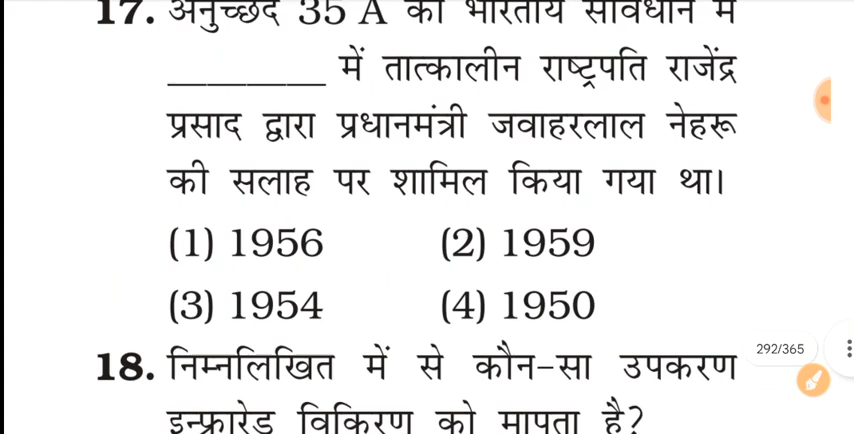 17. अनुच्छेद 35 A को भारतीय संविधान में
________ में तात्कालीन राष्ट्रपति राजेंद्र
प्रसाद द्वारा प्रधानमंत्री जवाहरलाल नेहरू
की सलाह पर शामिल किया गया था।
(1) 1956 (2) 1959
(3) 1954 (4) 1950
292/365
18. निम्नलिखित में से कौन-सा उपकरण
इन्फ्रारेड विकिरण को मापता है?